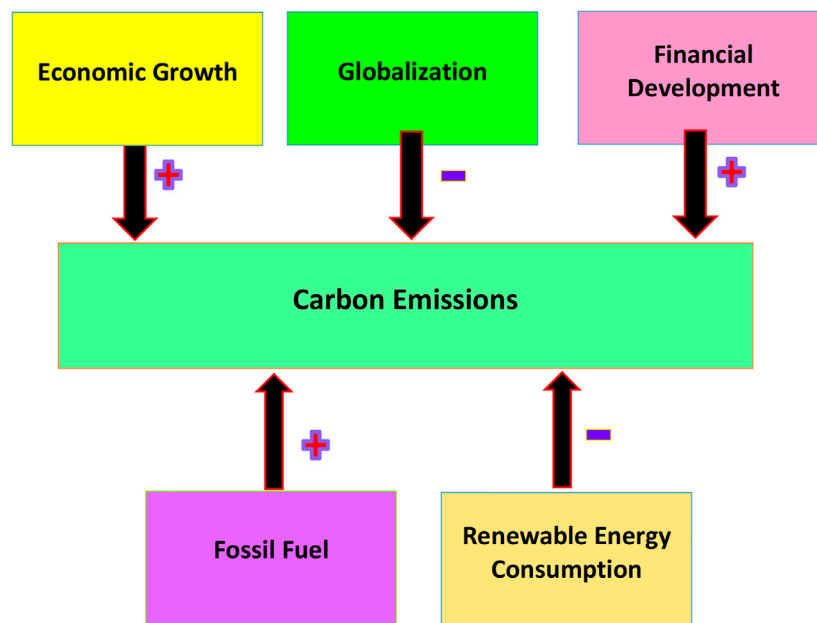 Economic Growth
Globalization
Financial
Development
+
-
+
Carbon Emissions
+
-
Fossil Fuel
Renewable Energy
Consumption